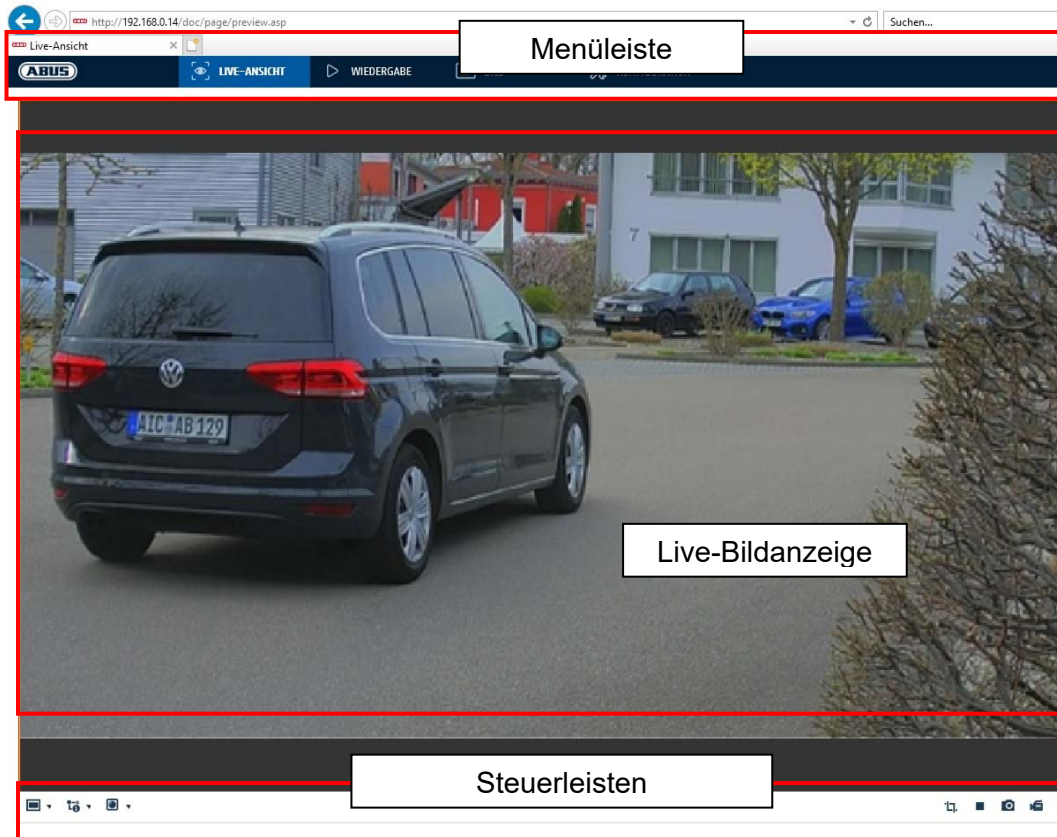 http://192.168.0.14/doc/page/preview.asp
Suchen...
Live-Ansicht
Menüleiste
ABUS
LIVE-ANSICHT
WIEDERGABE
7
AIC AB 129
Live-Bildanzeige
Steuerleisten